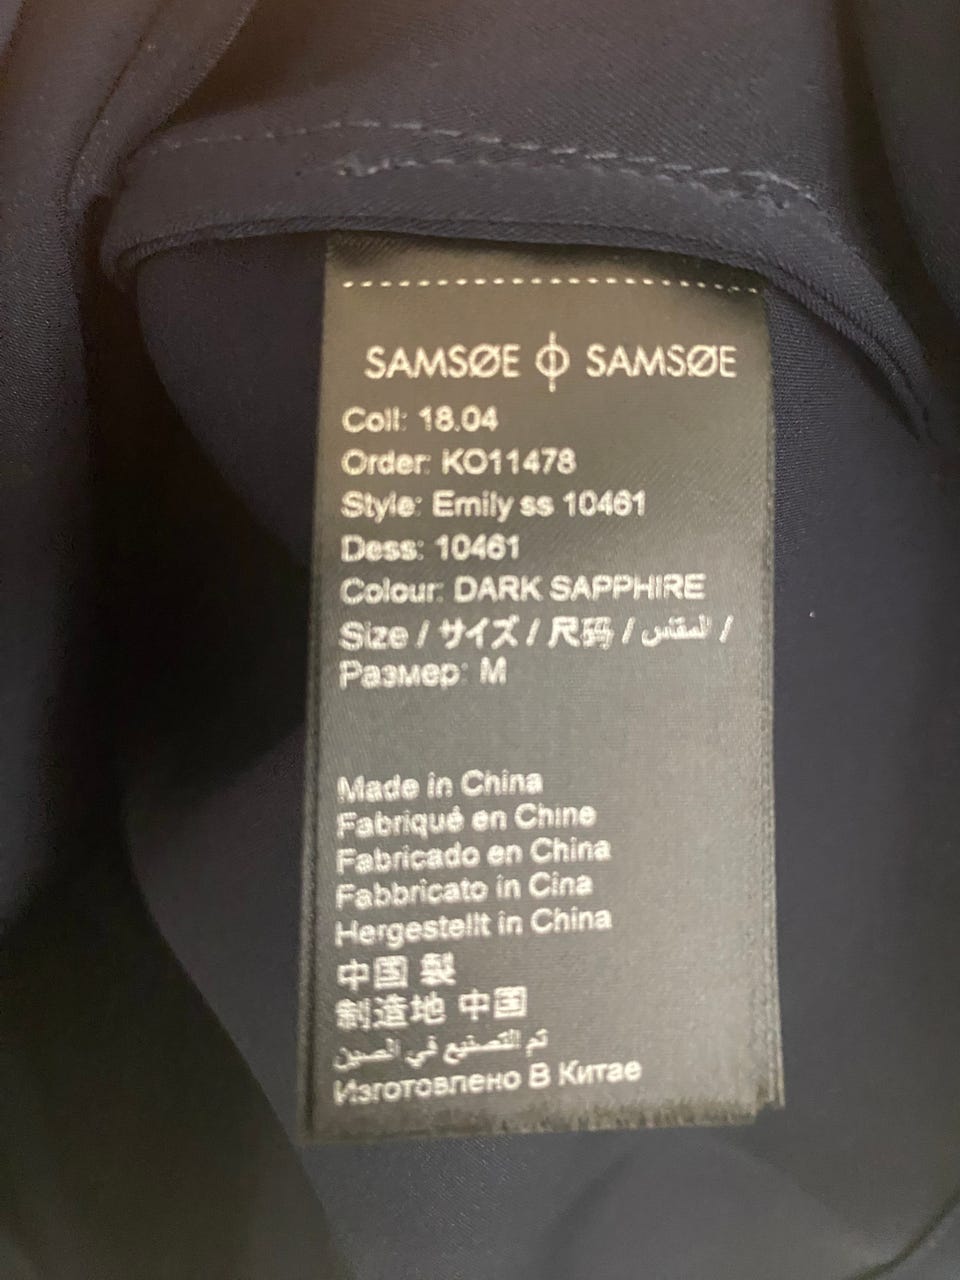 SAMSØE Φ SAMSØE
Coll: 18.04
Order: KO11478
Style: Emily ss 10461
Dess: 10461
Colour: DARK SAPPHIRE
Size / サイズ / 尺码 / المقاس /
Размер: M
Made in China
Fabriqué en Chine
Fabricado en China
Fabbricato in Cina
Hergestellt in China
中国 製
制造地 中国
تم التصنيع في الصين
Изготовлено В Китае